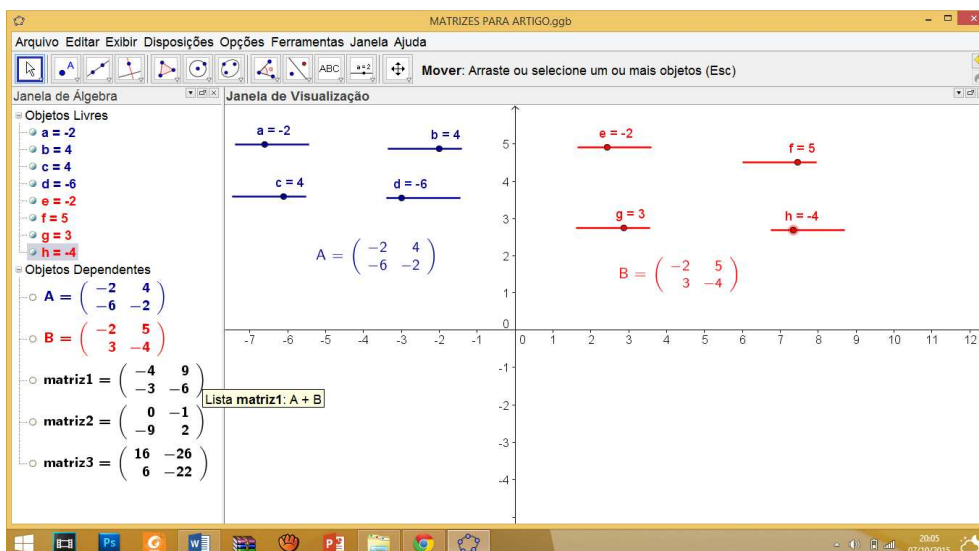 MATRIZES PARA ARTIGO.ggb
Arquivo Editar Exibir Disposições Opções Ferramentas Janela Ajuda
A ABC a=2 Mover: Arraste ou selecione um ou mais objetos (Esc)
Janela de Álgebra
Objetos Livres
a = -2
b = 4
c = 4
d = -6
e = -2
f = 5
g = 3
h = -4
Objetos Dependentes
A = ( -2 4
-6 -2 )
B = ( -2 5
3 -4 )
matriz1 = ( -4 9
-3 -6 )
Lista matriz1: A + B
matriz2 = ( 0 -1
-9 2 )
matriz3 = ( 16 -26
6 -22 )
Janela de Visualização
a = -2
b = 4
c = 4
d = -6
A = ( −2 4
−6 −2 )
e = -2
f = 5
g = 3
h = -4
B = ( −2 5
3 −4 )
5
4
3
2
1
0
-7 -6 -5 -4 -3 -2 -1 0 1 2 3 4 5 6 7 8 9 10 11 12
-1
-2
-3
-4
Ps W P
20:05
07/10/2015